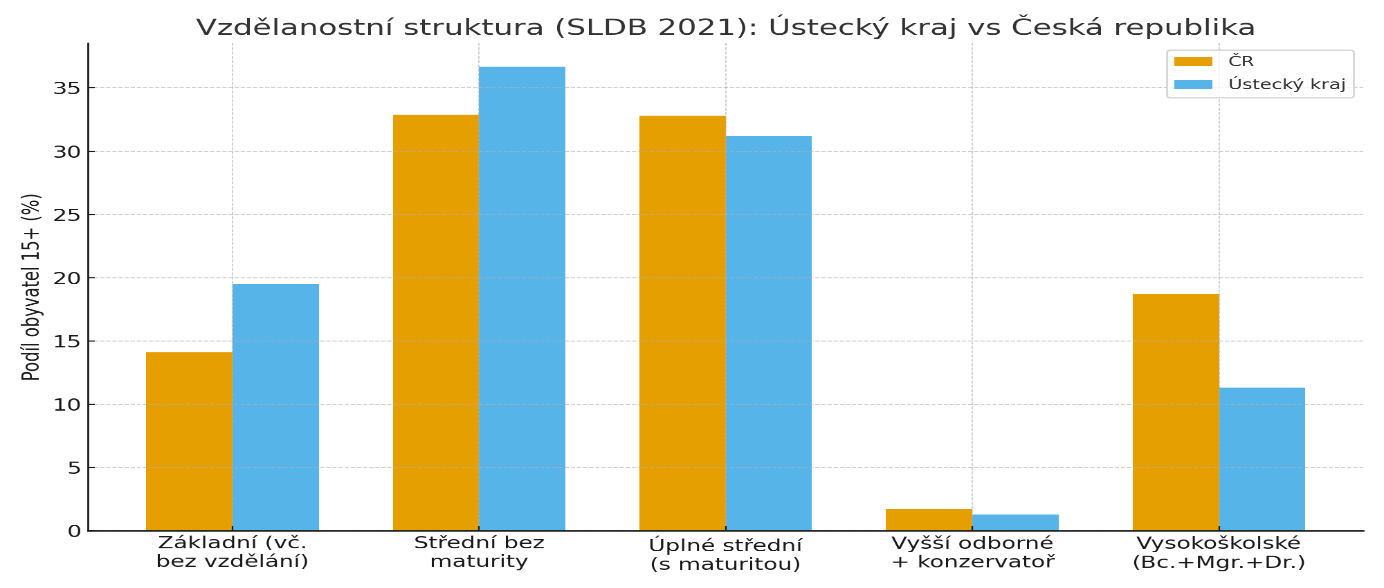 Vzdělanostní struktura (SLDB 2021): Ústecký kraj vs Česká republika
ČR
Ústecký kraj
Podíl obyvatel 15+ (%)
35
30
25
20
15
10
5
0
Základní (vč.
bez vzdělání)
Střední bez
maturity
Úplné střední
(s maturitou)
Vyšší odborné
+ konzervatoř
Vysokoškolské
(Bc.+Mgr.+Dr.)